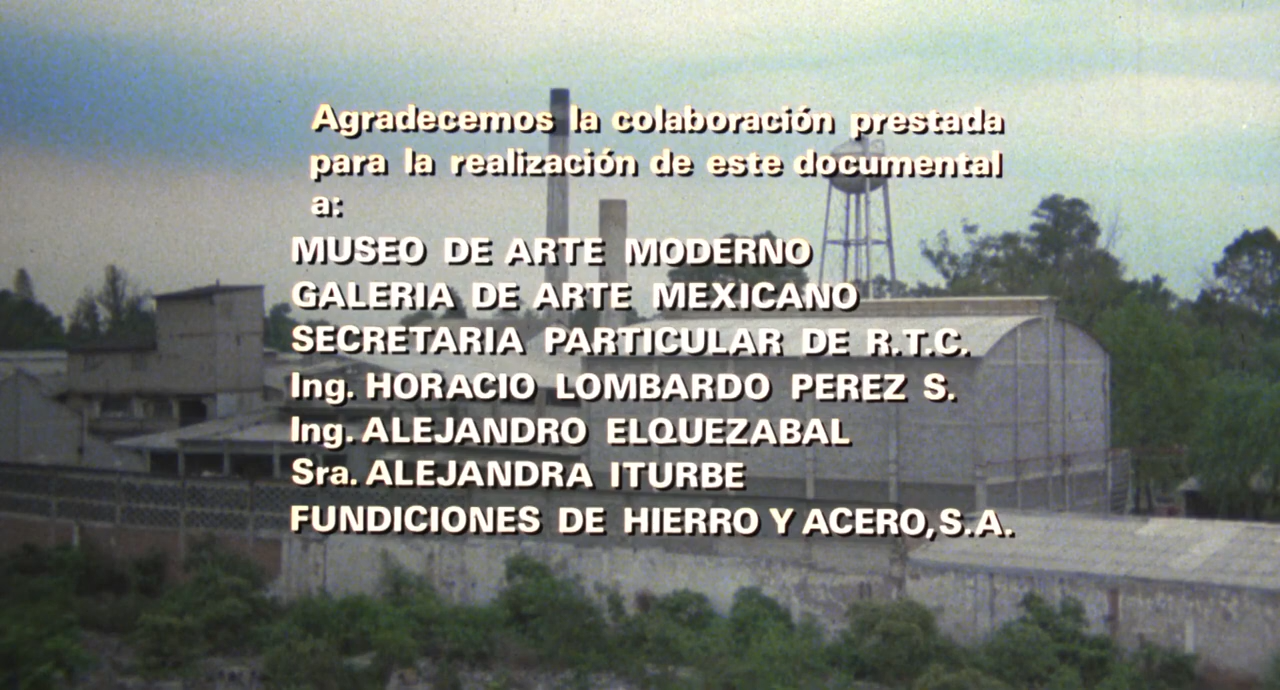 Agradecemos la colaboración prestada
para la realización de este documental
a:
MUSEO DE ARTE MODERNO
GALERIA DE ARTE MEXICANO
SECRETARIA PARTICULAR DE R.T.C.
Ing. HORACIO LOMBARDO PEREZ S.
Ing. ALEJANDRO ELQUEZABAL
Sra. ALEJANDRA ITURBE
FUNDICIONES DE HIERRO Y ACERO, S.A.